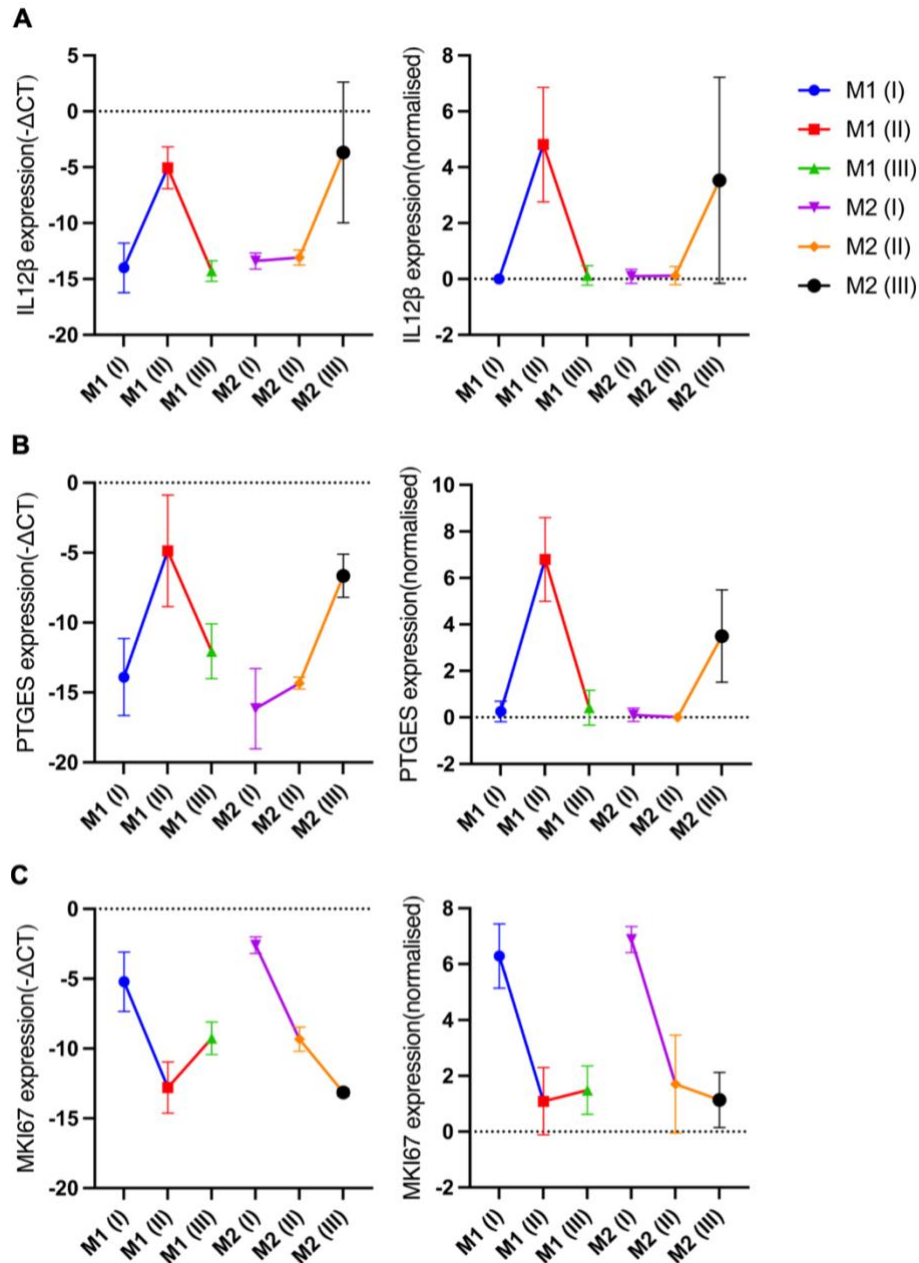 A
IL12β expression(-ΔCT)
5
0
-5
-10
-15
-20
M1 (I)
M1 (II)
M1 (III)
M2 (I)
M2 (II)
M2 (III)
IL12β expression(normalised)
8
6
4
2
0
-2
M1 (I)
M1 (II)
M1 (III)
M2 (I)
M2 (II)
M2 (III)
M1 (I)
M1 (II)
M1 (III)
M2 (I)
M2 (II)
M2 (III)
B
PTGES expression(-ΔCT)
-0
-5
-10
-15
-20
M1 (I)
M1 (II)
M1 (III)
M2 (I)
M2 (II)
M2 (III)
PTGES expression(normalised)
10
8
6
4
2
0
-2
M1 (I)
M1 (II)
M1 (III)
M2 (I)
M2 (II)
M2 (III)
C
MKI67 expression(-ΔCT)
0
-5
-10
-15
-20
M1 (I)
M1 (II)
M1 (III)
M2 (I)
M2 (II)
M2 (III)
MKI67 expression(normalised)
8
6
4
2
0
-2
M1 (I)
M1 (II)
M1 (III)
M2 (I)
M2 (II)
M2 (III)